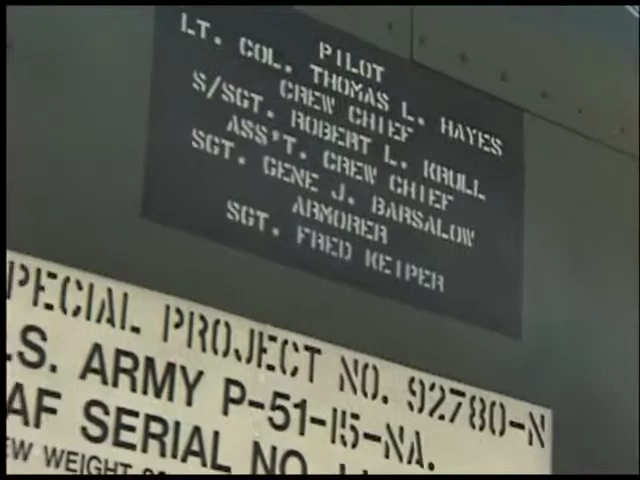 PILOT
LT. COL. THOMAS L. HAYES
CREW CHIEF
S/SGT. ROBERT L. KRULL
ASS'T. CREW CHIEF
SGT. GENE J. BARSALOW
ARMORER
SGT. FRED KEIPER
PECIAL PROJECT NO. 92780-N
.S. ARMY P-51-15-NA.
AF SERIAL NO.
EW WEIGHT